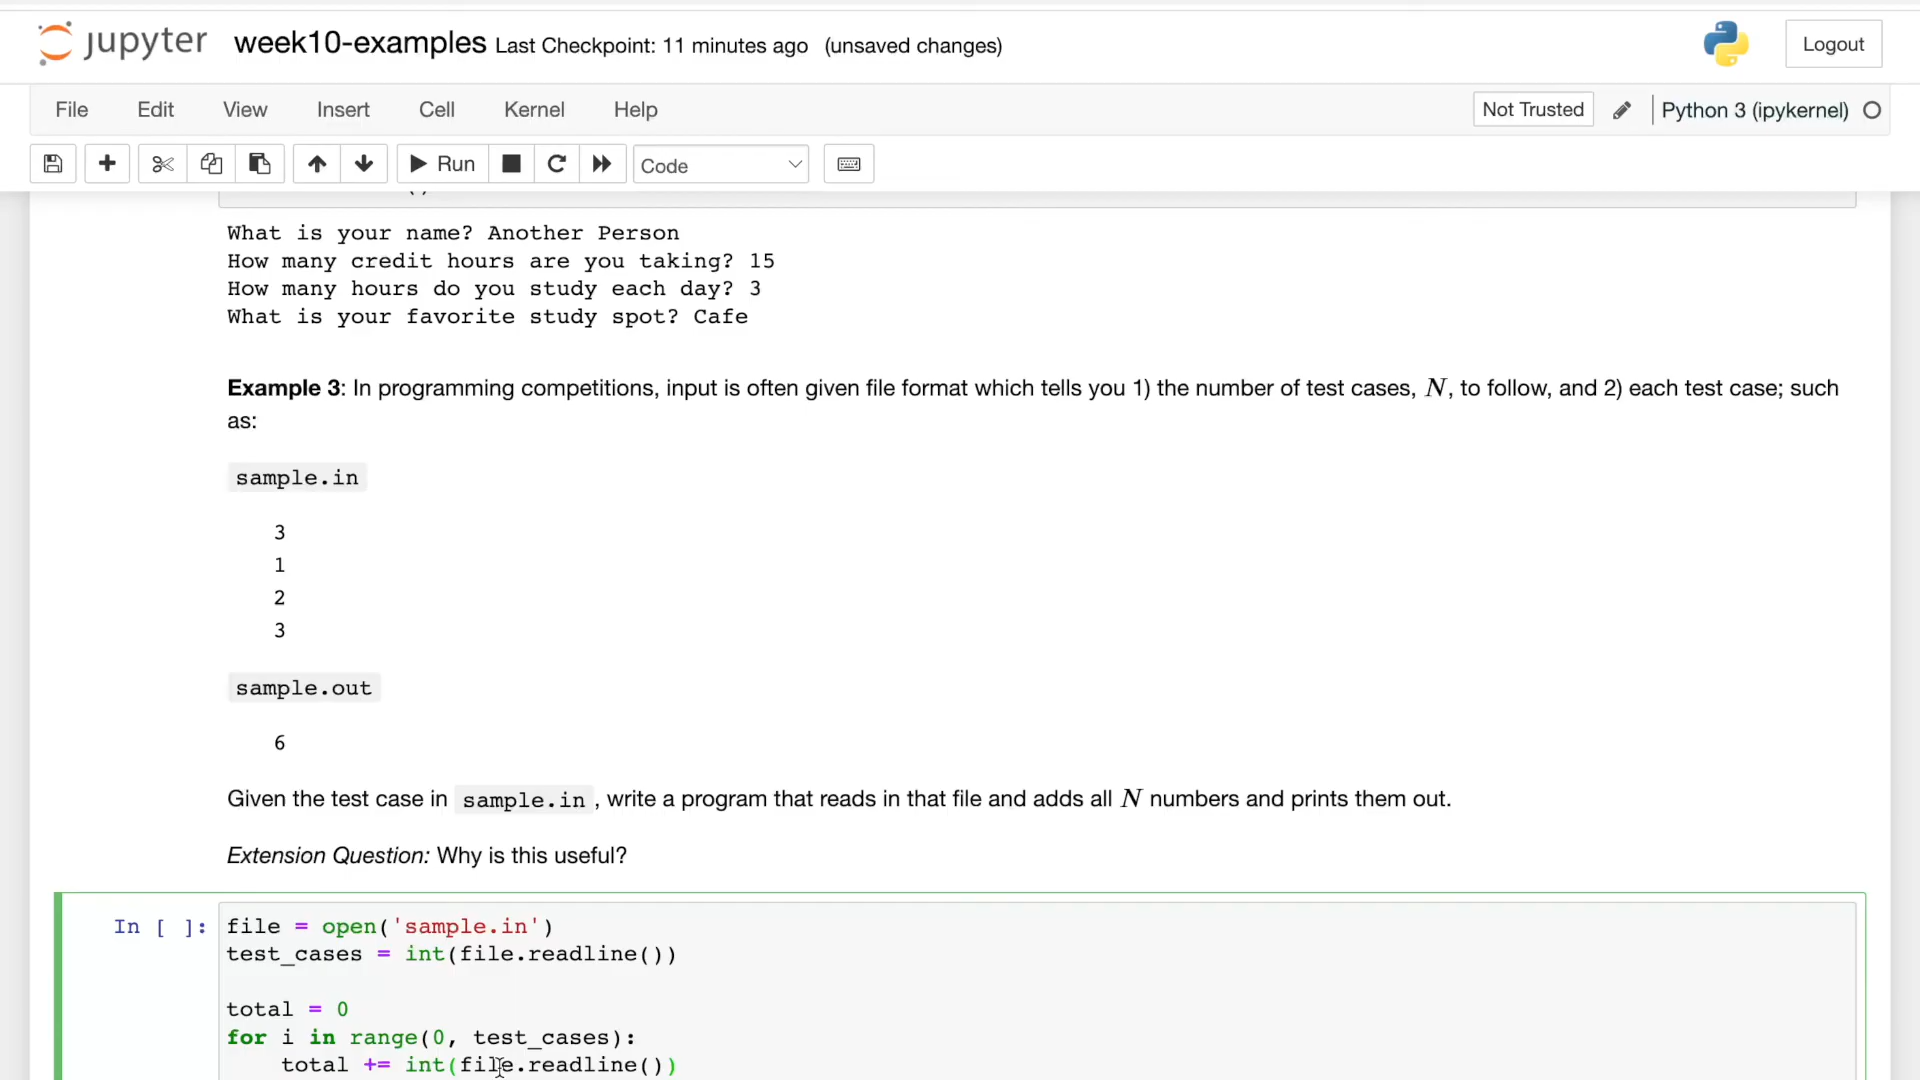 jupyter week10-examples Last Checkpoint: 11 minutes ago (unsaved changes) Logout
File Edit View Insert Cell Kernel Help Not Trusted Python 3 (ipykernel)
Run Code
What is your name? Another Person
How many credit hours are you taking? 15
How many hours do you study each day? 3
What is your favorite study spot? Cafe
Example 3: In programming competitions, input is often given file format which tells you 1) the number of test cases, N, to follow, and 2) each test case; such
as:
sample.in
3
1
2
3
sample.out
6
Given the test case in sample.in , write a program that reads in that file and adds all N numbers and prints them out.
Extension Question: Why is this useful?
In [ ]: file = open('sample.in')
test_cases = int(file.readline())
total = 0
for i in range(0, test_cases):
total += int(file.readline())